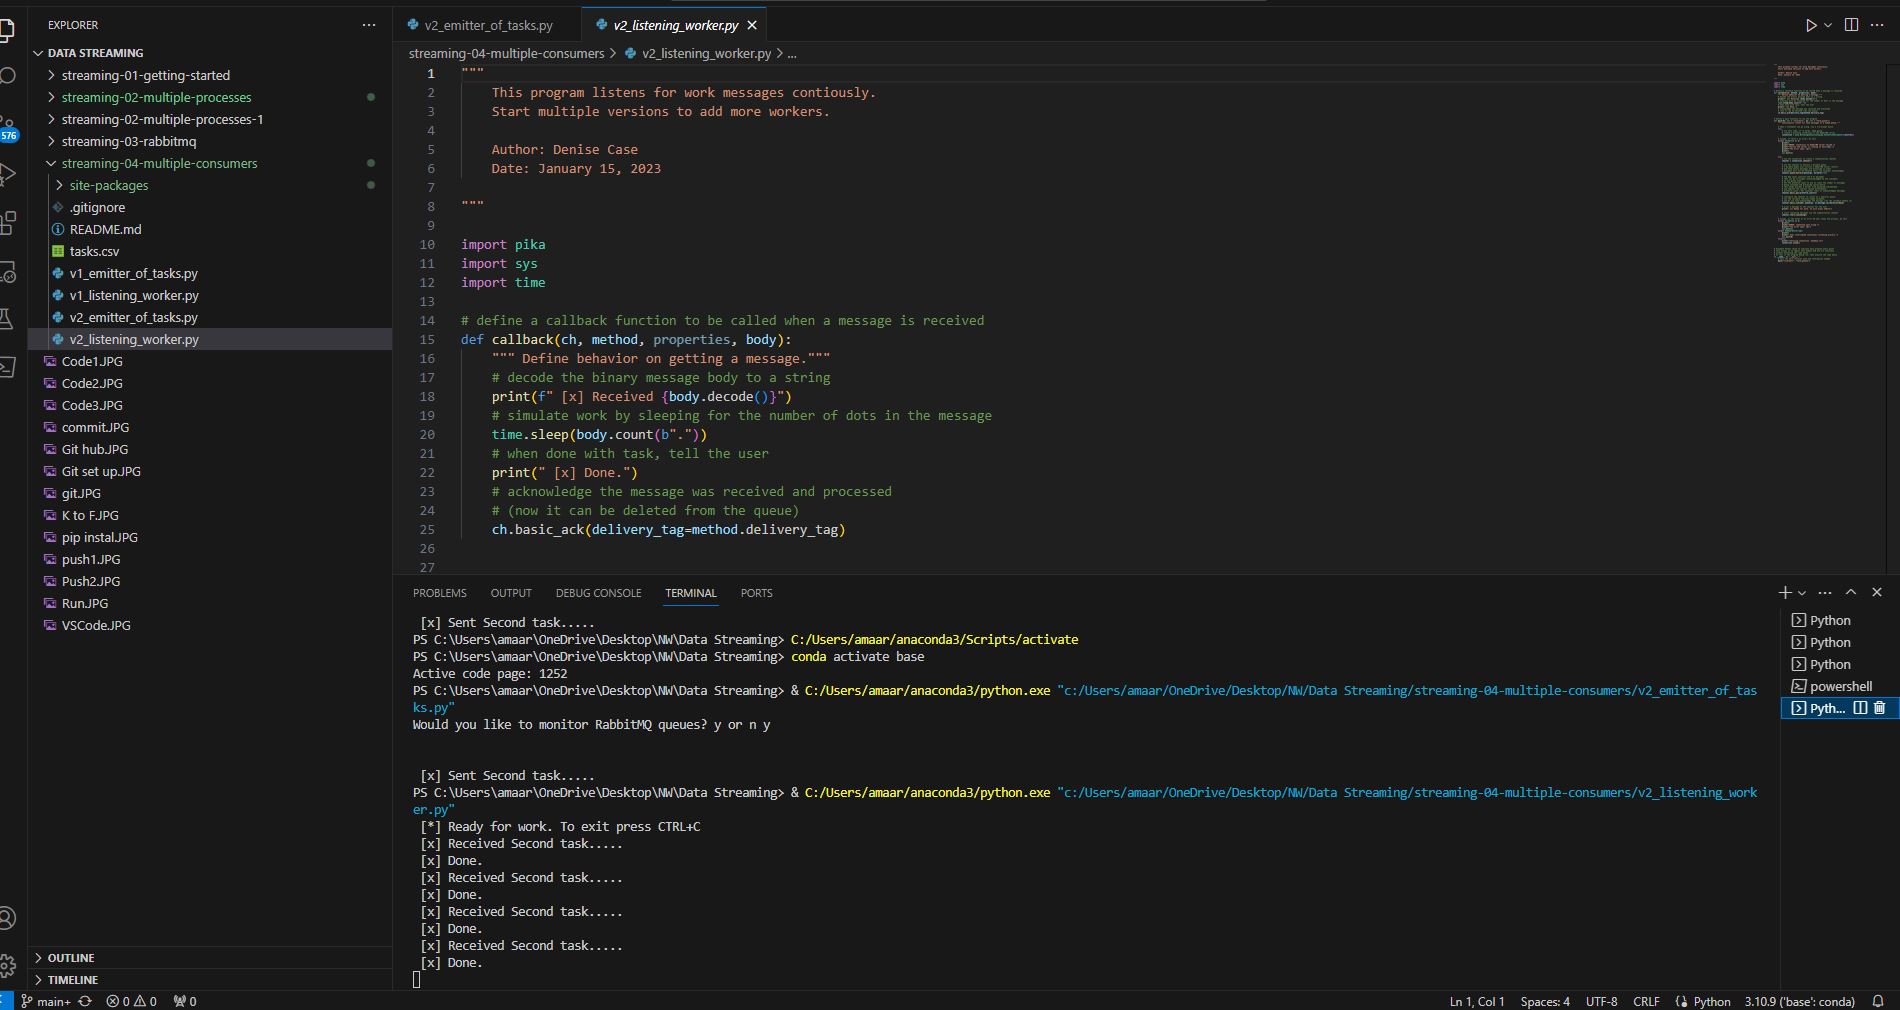 EXPLORER
DATA STREAMING
streaming-01-getting-started
streaming-02-multiple-processes
streaming-02-multiple-processes-1
streaming-03-rabbitmq
streaming-04-multiple-consumers
site-packages
.gitignore
README.md
tasks.csv
v1_emitter_of_tasks.py
v1_listening_worker.py
v2_emitter_of_tasks.py
v2_listening_worker.py
Code1.JPG
Code2.JPG
Code3.JPG
commit.JPG
Git hub.JPG
Git set up.JPG
git.JPG
K to F.JPG
pip instal.JPG
push1.JPG
Push2.JPG
Run.JPG
VSCode.JPG
OUTLINE
TIMELINE
576
v2_emitter_of_tasks.py
v2_listening_worker.py
streaming-04-multiple-consumers > v2_listening_worker.py > ...
1 """
2 This program listens for work messages contiously.
3 Start multiple versions to add more workers.
4
5 Author: Denise Case
6 Date: January 15, 2023
7
8 """
9
10 import pika
11 import sys
12 import time
13
14 # define a callback function to be called when a message is received
15 def callback(ch, method, properties, body):
16 """ Define behavior on getting a message."""
17 # decode the binary message body to a string
18 print(f" [x] Received {body.decode()}")
19 # simulate work by sleeping for the number of dots in the message
20 time.sleep(body.count(b"."))
21 # when done with task, tell the user
22 print(" [x] Done.")
23 # acknowledge the message was received and processed
24 # (now it can be deleted from the queue)
25 ch.basic_ack(delivery_tag=method.delivery_tag)
26
27
PROBLEMS OUTPUT DEBUG CONSOLE TERMINAL PORTS
[x] Sent Second task.....
PS C:\Users\amaar\OneDrive\Desktop\NW\Data Streaming> C:/Users/amaar/anaconda3/Scripts/activate
PS C:\Users\amaar\OneDrive\Desktop\NW\Data Streaming> conda activate base
Active code page: 1252
PS C:\Users\amaar\OneDrive\Desktop\NW\Data Streaming> & C:/Users/amaar/anaconda3/python.exe "c:/Users/amaar/OneDrive/Desktop/NW/Data Streaming/streaming-04-multiple-consumers/v2_emitter_of_tas
ks.py"
Would you like to monitor RabbitMQ queues? y or n y
[x] Sent Second task.....
PS C:\Users\amaar\OneDrive\Desktop\NW\Data Streaming> & C:/Users/amaar/anaconda3/python.exe "c:/Users/amaar/OneDrive/Desktop/NW/Data Streaming/streaming-04-multiple-consumers/v2_listening_work
er.py"
[*] Ready for work. To exit press CTRL+C
[x] Received Second task.....
[x] Done.
[x] Received Second task.....
[x] Done.
[x] Received Second task.....
[x] Done.
[x] Received Second task.....
[x] Done.
Python
Python
Python
powershell
Pyth...
main+ 0 0 0
Ln 1, Col 1 Spaces: 4 UTF-8 CRLF Python 3.10.9 ('base': conda)